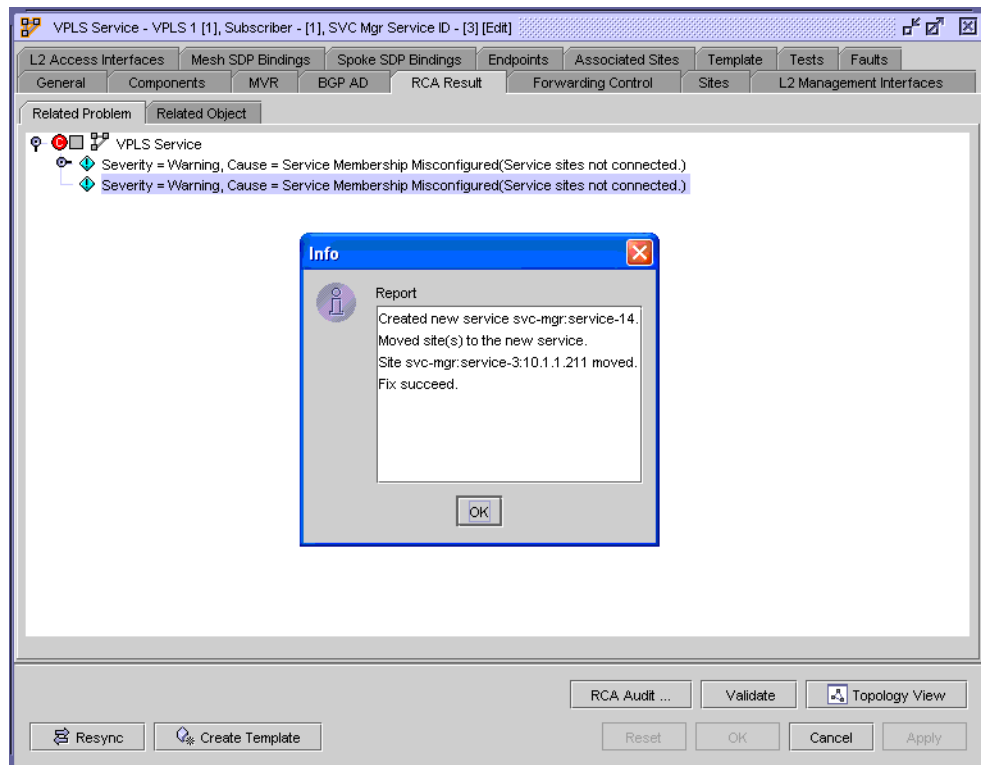 VPLS Service - VPLS 1 [1], Subscriber - [1], SVC Mgr Service ID - [3] [Edit]
L2 Access Interfaces Mesh SDP Bindings Spoke SDP Bindings Endpoints Associated Sites Template Tests Faults
General Components MVR BGP AD RCA Result Forwarding Control Sites L2 Management Interfaces
Related Problem Related Object
C VPLS Service
Severity = Warning, Cause = Service Membership Misconfigured(Service sites not connected.)
Severity = Warning, Cause = Service Membership Misconfigured(Service sites not connected.)
Info
Report
Created new service svc-mgr:service-14.
Moved site(s) to the new service.
Site svc-mgr:service-3:10.1.1.211 moved.
Fix succeed.
OK
RCA Audit ... Validate Topology View
Resync Create Template Reset OK Cancel Apply